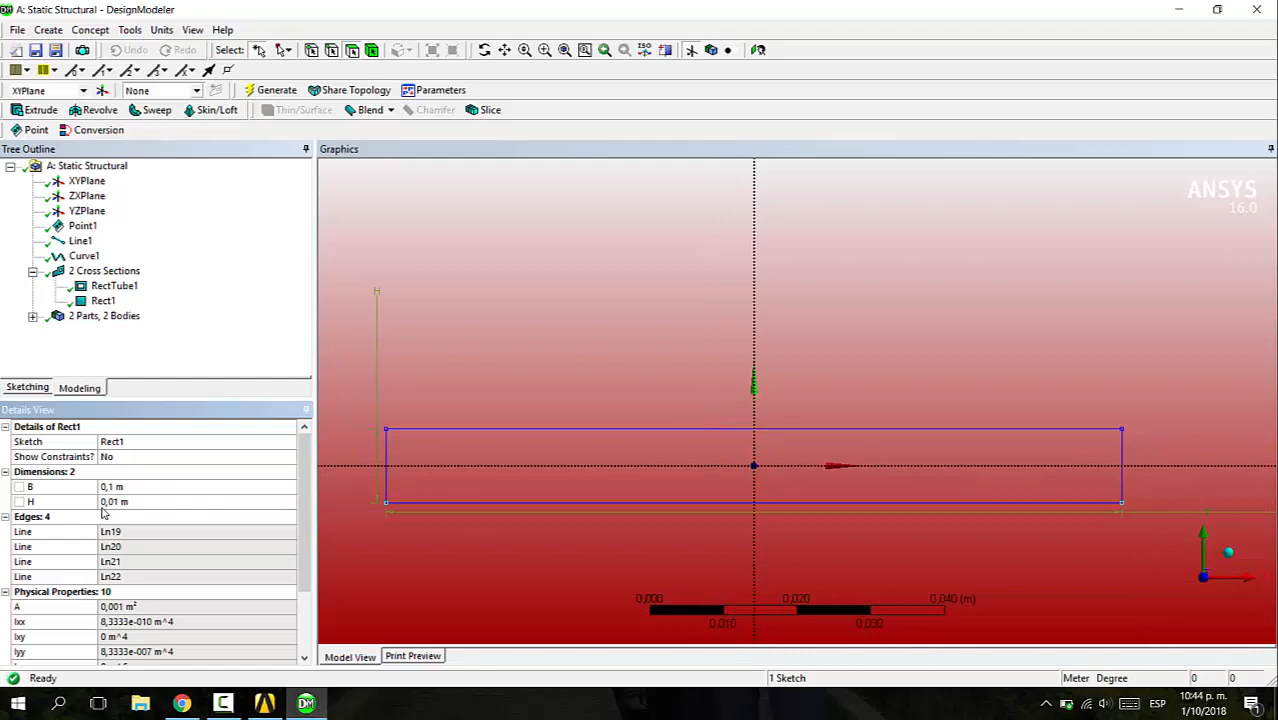 A: Static Structural - DesignModeler
File Create Concept Tools Units View Help
Undo Redo Select:
XYPlane None Generate Share Topology Parameters
Extrude Revolve Sweep Skin/Loft Thin/Surface Blend Chamfer Slice
Point Conversion
Tree Outline
Graphics
A: Static Structural
XYPlane
ZXPlane
YZPlane
Point1
Line1
Curve1
2 Cross Sections
RectTube1
Rect1
2 Parts, 2 Bodies
ANSYS
16.0
H
Sketching Modeling
Details View
Details of Rect1
Sketch Rect1
Show Constraints? No
Dimensions: 2
B 0,1 m
H 0,01 m
Edges: 4
Line Ln19
Line Ln20
Line Ln21
Line Ln22
Physical Properties: 10
A 0,001 m²
Ixx 8,3333e-010 m^4
Ixy 0 m^4
Iyy 8,3333e-007 m^4
0,000 0,020 0,040 (m)
0,010 0,030
Model View Print Preview
Ready 1 Sketch Meter Degree 0 0
ESP
10:44 p. m.
1/10/2018